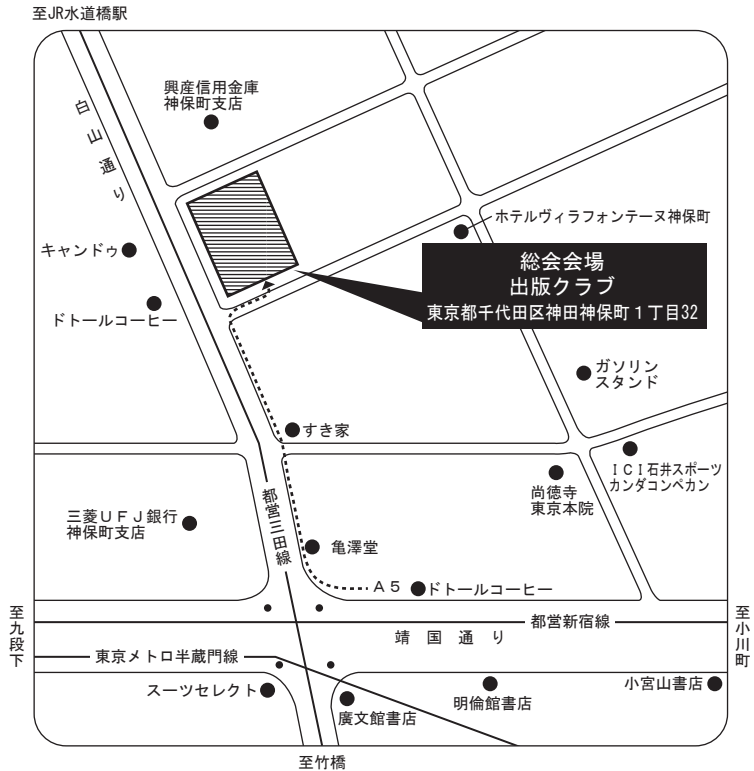 至JR水道橋駅
興産信用金庫
神保町支店
白山通り
ホテルヴィラフォンテーヌ神保町
キャンドゥ
総会会場
出版クラブ
東京都千代田区神田神保町1丁目32
ドトールコーヒー
ガソリン
スタンド
すき家
ICI石井スポーツ
カンダコンペカン
尚徳寺
東京本院
都営三田線
三菱UFJ銀行
神保町支店
亀澤堂
A5
ドトールコーヒー
至九段下
都営新宿線
至小川町
靖国通り
東京メトロ半蔵門線
スーツセレクト
廣文館書店
明倫館書店
小宮山書店
至竹橋